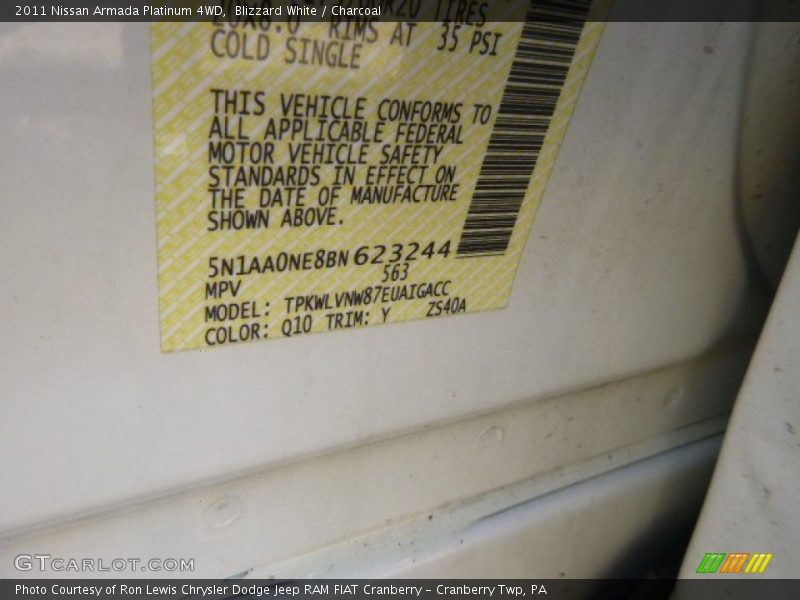 2011 Nissan Armada Platinum 4WD, Blizzard White / Charcoal
TIRES
RIMS AT 35 PSI
COLD SINGLE
THIS VEHICLE CONFORMS TO
ALL APPLICABLE FEDERAL
MOTOR VEHICLE SAFETY
STANDARDS IN EFFECT ON
THE DATE OF MANUFACTURE
SHOWN ABOVE.
5N1AA0NE8BN623244
MPV 563
MODEL: TPKWLVNW87EUAIGACC
COLOR: Q10 TRIM: Y ZS40A
GTCARLOT.COM
Photo Courtesy of Ron Lewis Chrysler Dodge Jeep RAM FIAT Cranberry – Cranberry Twp, PA